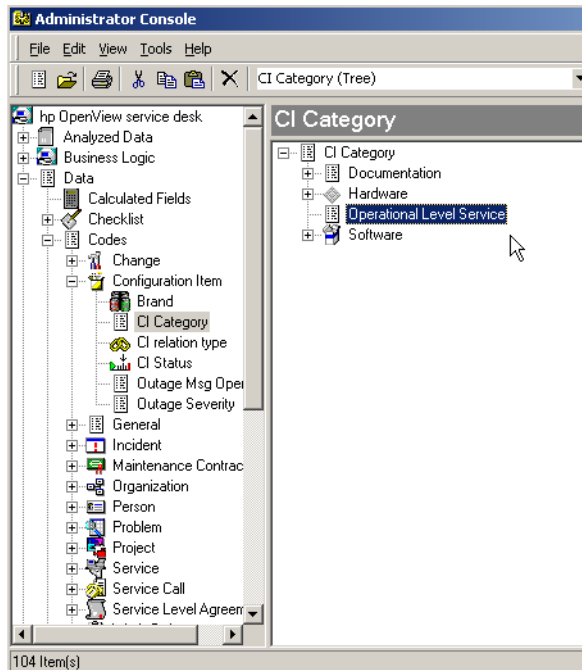 Administrator Console
File Edit View Tools Help
CI Category (Tree)
hp OpenView service desk
Analyzed Data
Business Logic
Data
Calculated Fields
Checklist
Codes
Change
Configuration Item
Brand
CI Category
CI relation type
CI Status
Outage Msg Oper
Outage Severity
General
Incident
Maintenance Contrac
Organization
Person
Problem
Project
Service
Service Call
Service Level Agreem
CI Category
CI Category
Documentation
Hardware
Operational Level Service
Software
104 Item(s)